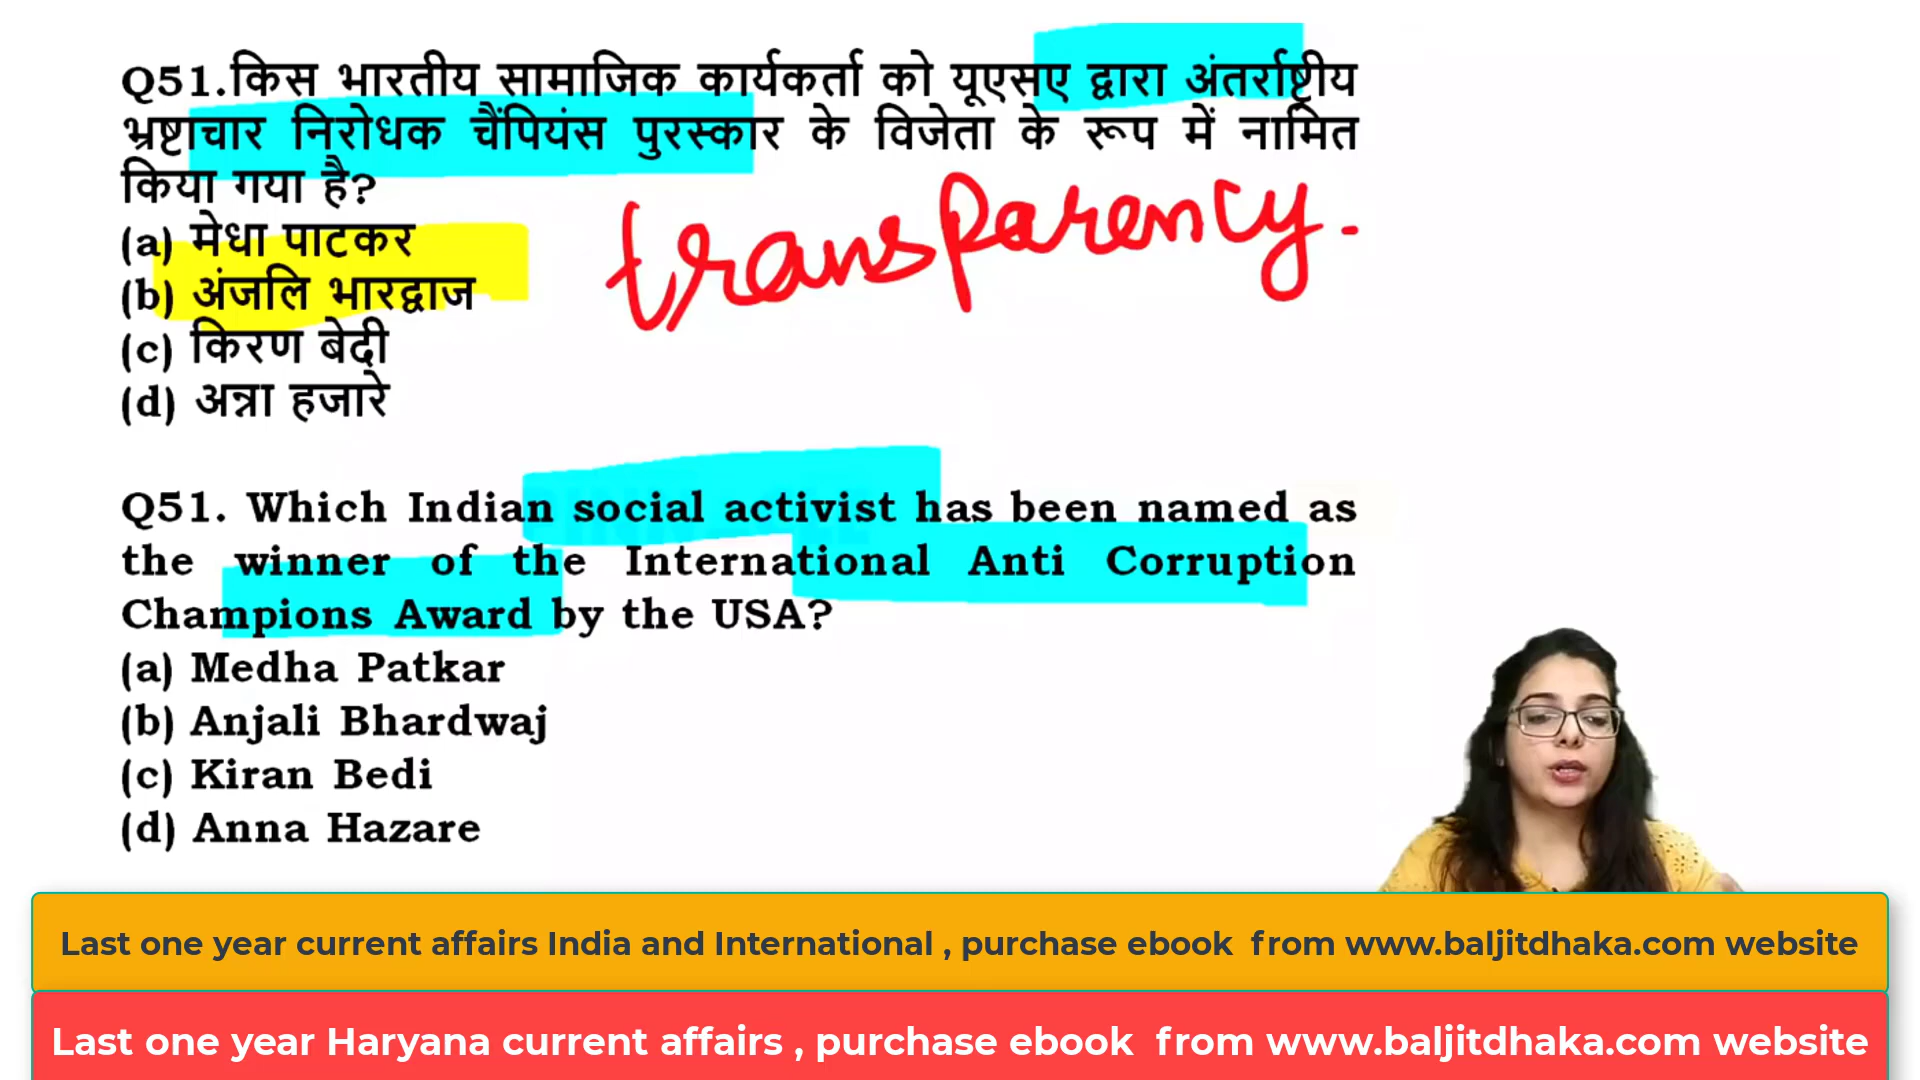 Q51.किस भारतीय सामाजिक कार्यकर्ता को यूएसए द्वारा अंतर्राष्ट्रीय
भ्रष्टाचार निरोधक चैंपियंस पुरस्कार के विजेता के रूप में नामित
किया गया है?
(a) मेधा पाटकर
transparency.
(b) अंजलि भारद्वाज
(c) किरण बेदी
(d) अन्ना हजारे
Q51. Which Indian social activist has been named as
the winner of the International Anti Corruption
Champions Award by the USA?
(a) Medha Patkar
(b) Anjali Bhardwaj
(c) Kiran Bedi
(d) Anna Hazare
Last one year current affairs India and International , purchase ebook from www.baljitdhaka.com website
Last one year Haryana current affairs , purchase ebook from www.baljitdhaka.com website